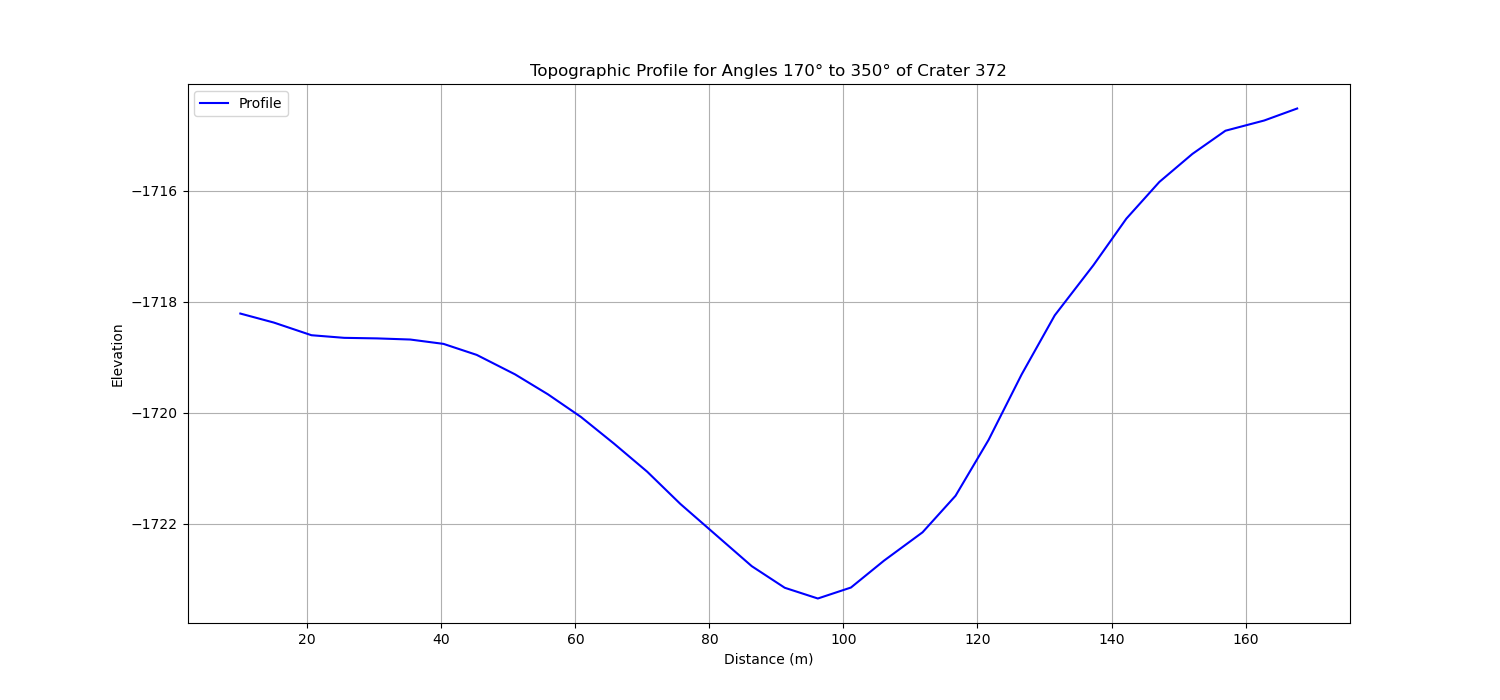 Topographic Profile for Angles 170° to 350° of Crater 372
Profile
−1716
−1718
−1720
−1722
Elevation
20 40 60 80 100 120 140 160
Distance (m)